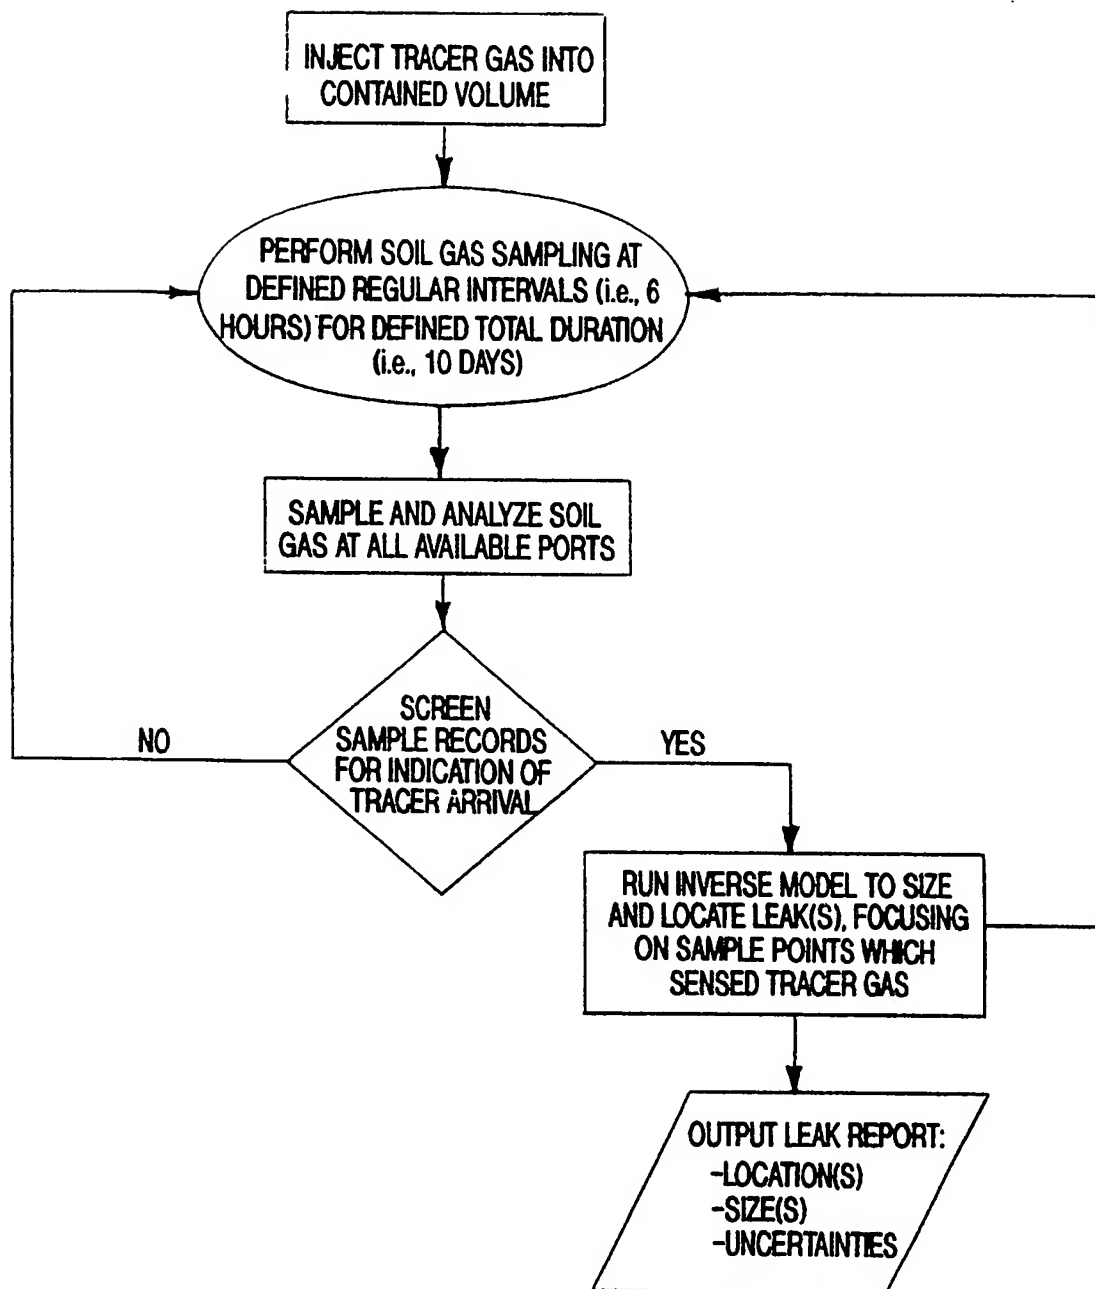 INJECT TRACER GAS INTO
CONTAINED VOLUME
PERFORM SOIL GAS SAMPLING AT
DEFINED REGULAR INTERVALS (i.e., 6
HOURS) FOR DEFINED TOTAL DURATION
(i.e., 10 DAYS)
SAMPLE AND ANALYZE SOIL
GAS AT ALL AVAILABLE PORTS
SCREEN
SAMPLE RECORDS
FOR INDICATION OF
TRACER ARRIVAL
NO
YES
RUN INVERSE MODEL TO SIZE
AND LOCATE LEAK(S), FOCUSING
ON SAMPLE POINTS WHICH
SENSED TRACER GAS
OUTPUT LEAK REPORT:
-LOCATION(S)
-SIZE(S)
-UNCERTAINTIES